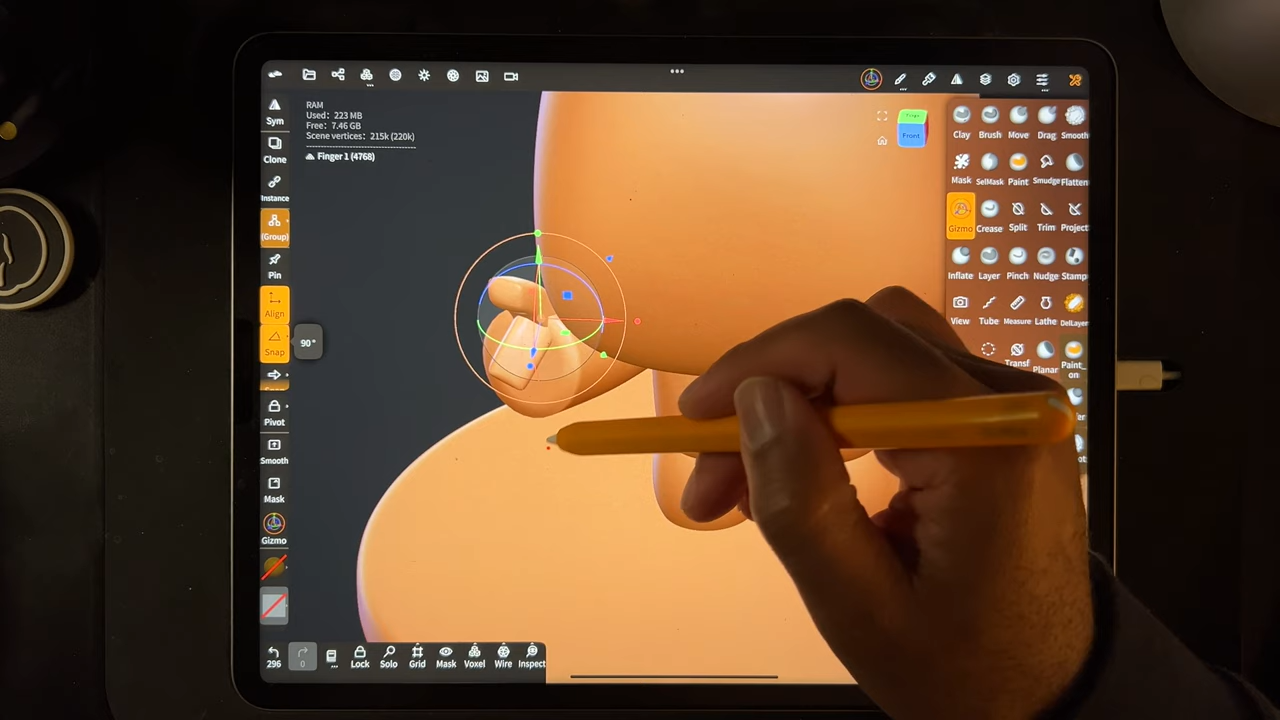 RAM
Used: 223 MB
Free: 7.46 GB
Scene vertices: 215k (220k)
Finger 1 (4768)
Sym
Clone
Instance
(Group)
Pin
Align
Snap
90°
Pivot
Smooth
Mask
Gizmo
Front
Clay Brush Move Drag Smooth
Mask SelMask Paint Smudge Flatten
Gizmo Crease Split Trim Project
Inflate Layer Pinch Nudge Stamp
View Tube Measure Lathe DelLayer
Transf Planar Paint_
on
296 0 Lock Solo Grid Mask Voxel Wire Inspect